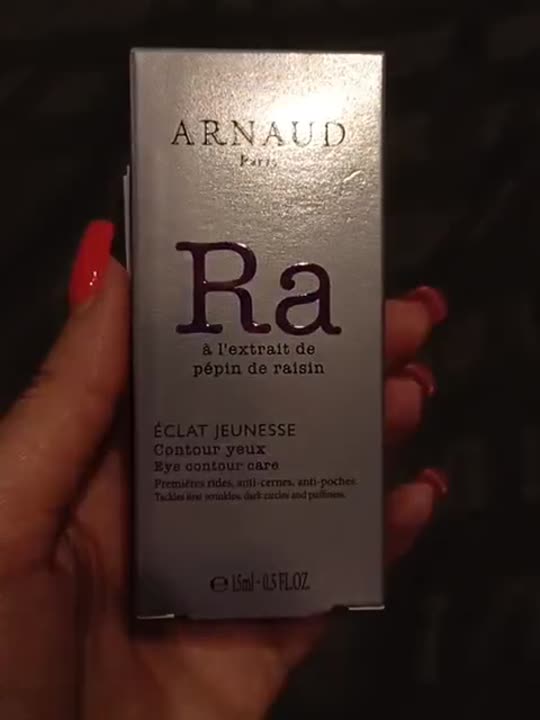 ARNAUD
Paris
Ra
à l'extrait de
pépin de raisin
ÉCLAT JEUNESSE
Contour yeux
Eye contour care
Premières rides, anti-cernes, anti-poches.
Tackles first wrinkles, dark circles and puffiness.
℮ 15ml - 0.5 FL.OZ.